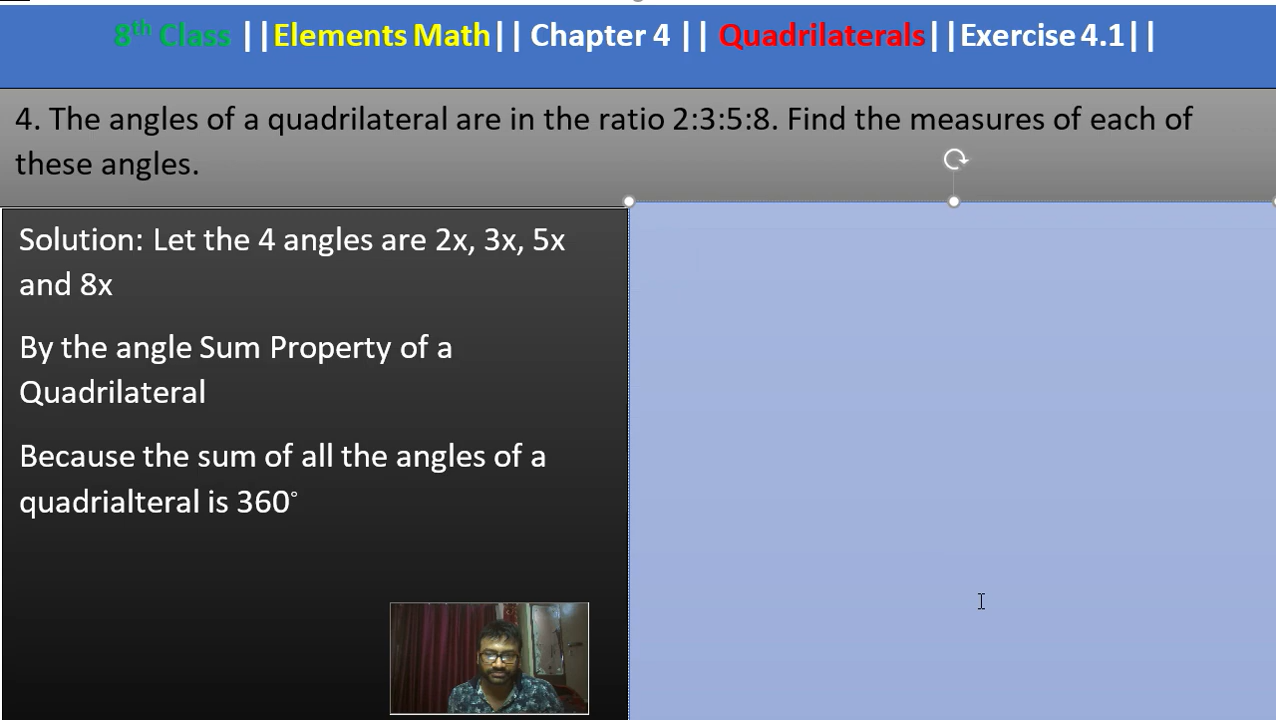 8th Class ||Elements Math|| Chapter 4 || Quadrilaterals||Exercise 4.1||
4. The angles of a quadrilateral are in the ratio 2:3:5:8. Find the measures of each of
these angles.
Solution: Let the 4 angles are 2x, 3x, 5x
and 8x
By the angle Sum Property of a
Quadrilateral
Because the sum of all the angles of a
quadrialteral is 360°